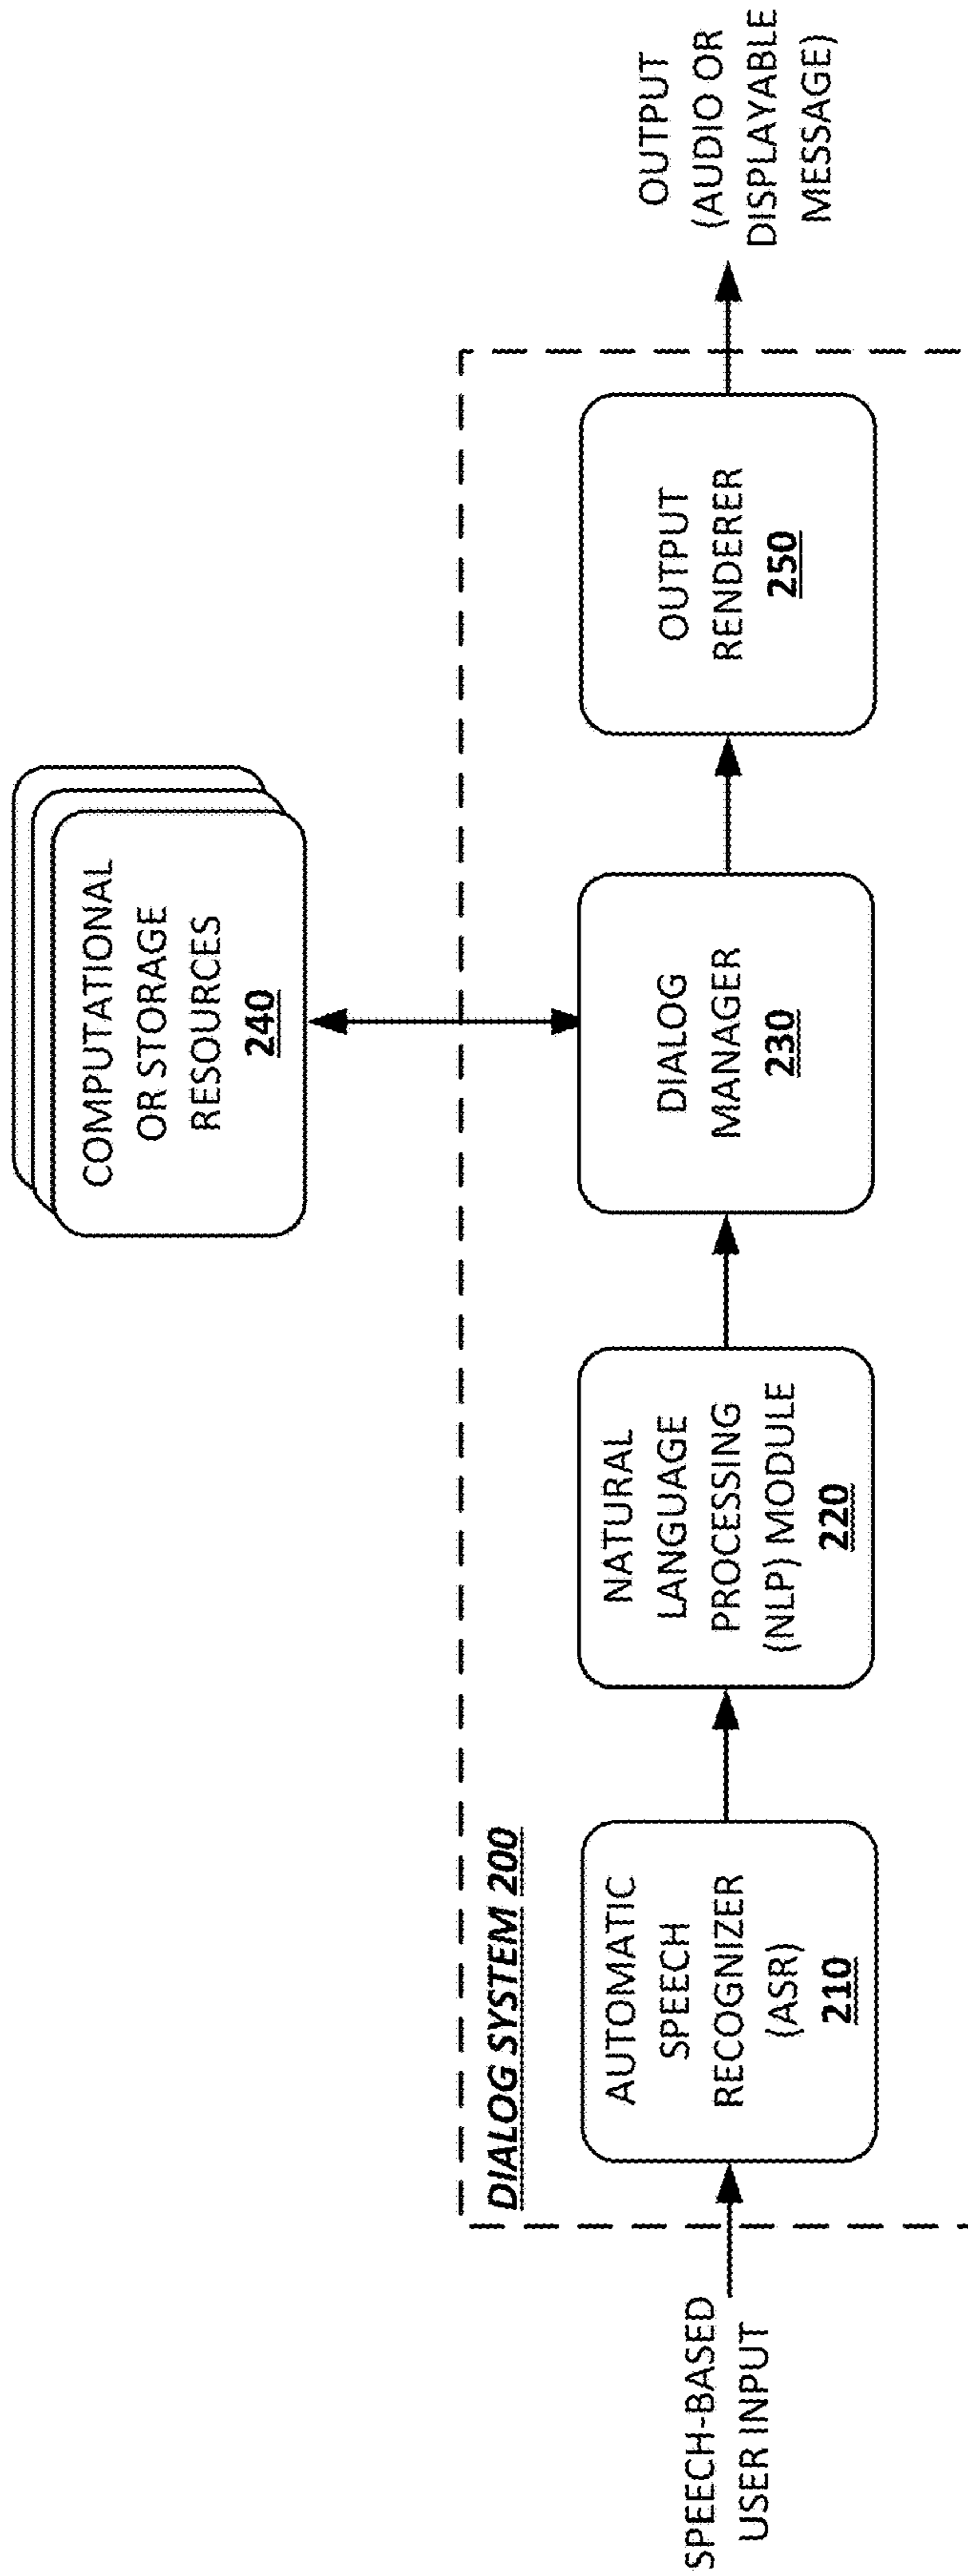 COMPUTATIONAL
OR STORAGE
RESOURCES
240
DIALOG SYSTEM 200
SPEECH-BASED
USER INPUT
AUTOMATIC
SPEECH
RECOGNIZER
(ASR)
210
NATURAL
LANGUAGE
PROCESSING
(NLP) MODULE
220
DIALOG
MANAGER
230
OUTPUT
RENDERER
250
OUTPUT
(AUDIO OR
DISPLAYABLE
MESSAGE)